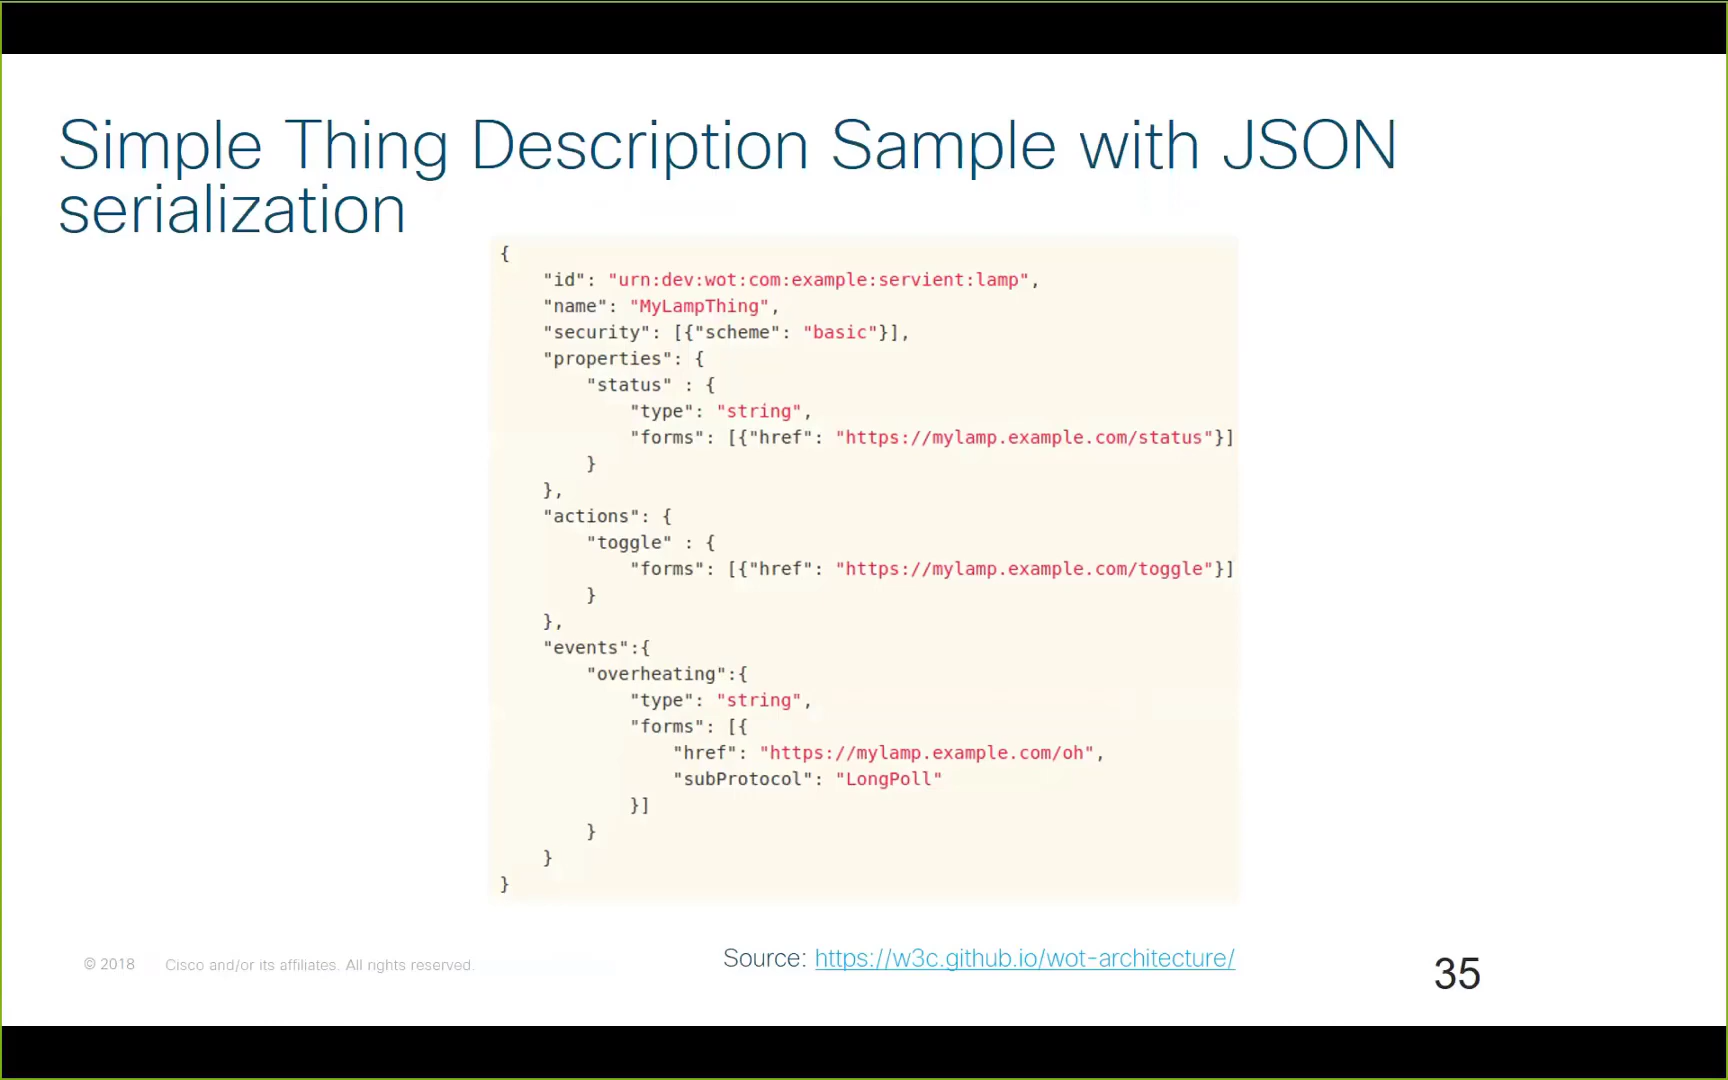 Simple Thing Description Sample with JSON
serialization
{
    "id": "urn:dev:wot:com:example:servient:lamp",
    "name": "MyLampThing",
    "security": [{"scheme": "basic"}],
    "properties": {
        "status" : {
            "type": "string",
            "forms": [{"href": "https://mylamp.example.com/status"}]
        }
    },
    "actions": {
        "toggle" : {
            "forms": [{"href": "https://mylamp.example.com/toggle"}]
        }
    },
    "events":{
        "overheating":{
            "type": "string",
            "forms": [{
                "href": "https://mylamp.example.com/oh",
                "subProtocol": "LongPoll"
            }]
        }
    }
}
Source: https://w3c.github.io/wot-architecture/
© 2018 Cisco and/or its affiliates. All rights reserved.
35